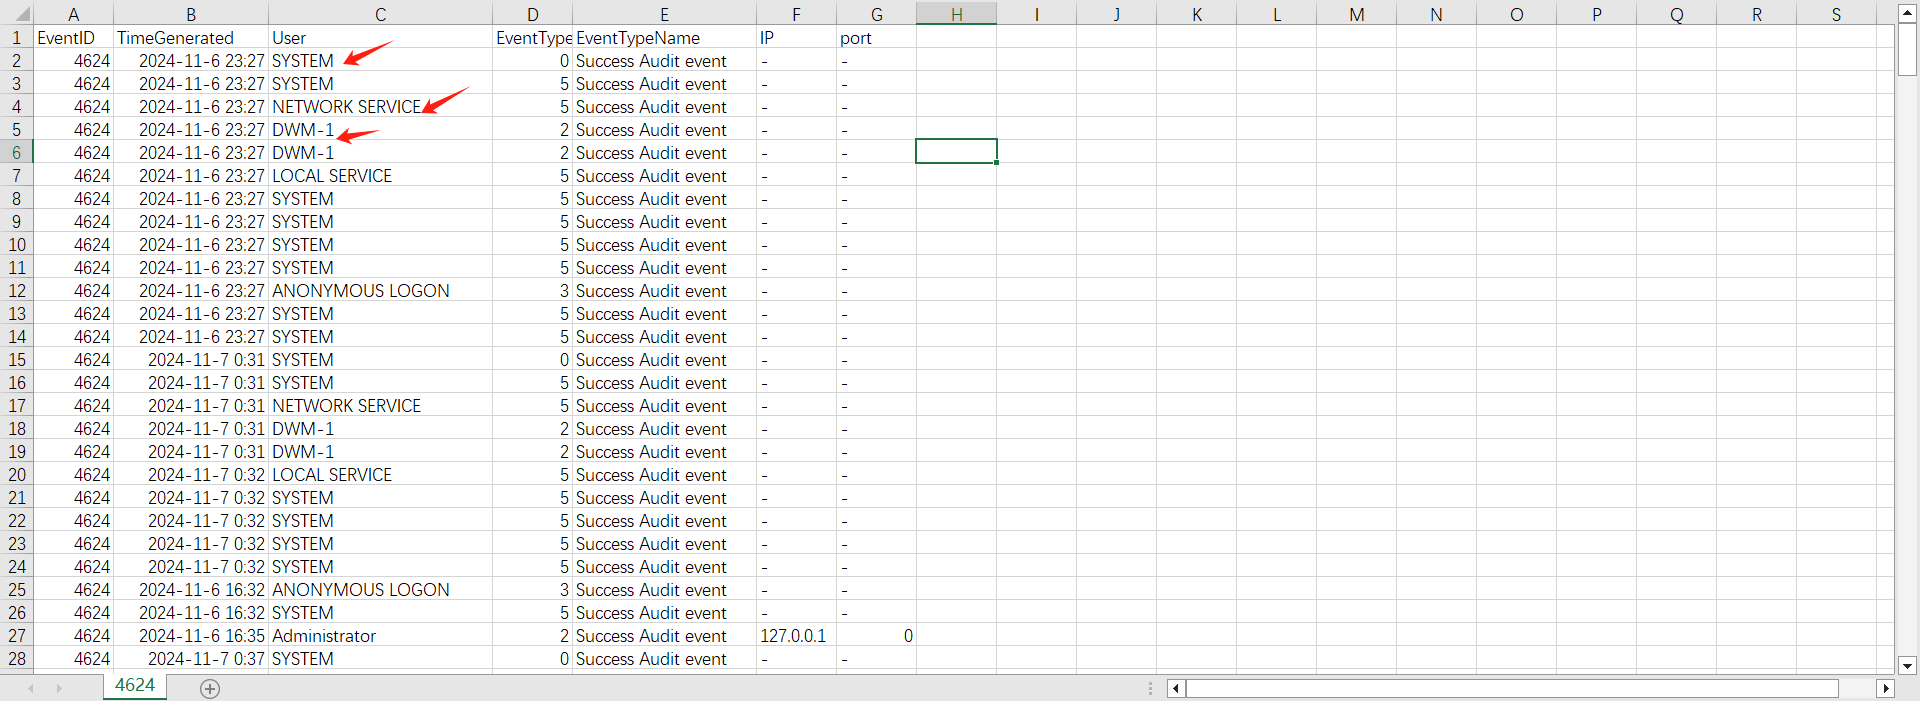 A B C D E F G H I J K L M N O P Q R S
1 EventID TimeGenerated User EventType EventTypeName IP port
2 4624 2024-11-6 23:27 SYSTEM 0 Success Audit event - -
3 4624 2024-11-6 23:27 SYSTEM 5 Success Audit event - -
4 4624 2024-11-6 23:27 NETWORK SERVICE 5 Success Audit event - -
5 4624 2024-11-6 23:27 DWM-1 2 Success Audit event - -
6 4624 2024-11-6 23:27 DWM-1 2 Success Audit event - -
7 4624 2024-11-6 23:27 LOCAL SERVICE 5 Success Audit event - -
8 4624 2024-11-6 23:27 SYSTEM 5 Success Audit event - -
9 4624 2024-11-6 23:27 SYSTEM 5 Success Audit event - -
10 4624 2024-11-6 23:27 SYSTEM 5 Success Audit event - -
11 4624 2024-11-6 23:27 SYSTEM 5 Success Audit event - -
12 4624 2024-11-6 23:27 ANONYMOUS LOGON 3 Success Audit event - -
13 4624 2024-11-6 23:27 SYSTEM 5 Success Audit event - -
14 4624 2024-11-6 23:27 SYSTEM 5 Success Audit event - -
15 4624 2024-11-7 0:31 SYSTEM 0 Success Audit event - -
16 4624 2024-11-7 0:31 SYSTEM 5 Success Audit event - -
17 4624 2024-11-7 0:31 NETWORK SERVICE 5 Success Audit event - -
18 4624 2024-11-7 0:31 DWM-1 2 Success Audit event - -
19 4624 2024-11-7 0:31 DWM-1 2 Success Audit event - -
20 4624 2024-11-7 0:32 LOCAL SERVICE 5 Success Audit event - -
21 4624 2024-11-7 0:32 SYSTEM 5 Success Audit event - -
22 4624 2024-11-7 0:32 SYSTEM 5 Success Audit event - -
23 4624 2024-11-7 0:32 SYSTEM 5 Success Audit event - -
24 4624 2024-11-7 0:32 SYSTEM 5 Success Audit event - -
25 4624 2024-11-6 16:32 ANONYMOUS LOGON 3 Success Audit event - -
26 4624 2024-11-6 16:32 SYSTEM 5 Success Audit event - -
27 4624 2024-11-6 16:35 Administrator 2 Success Audit event 127.0.0.1 0
28 4624 2024-11-7 0:37 SYSTEM 0 Success Audit event - -
4624